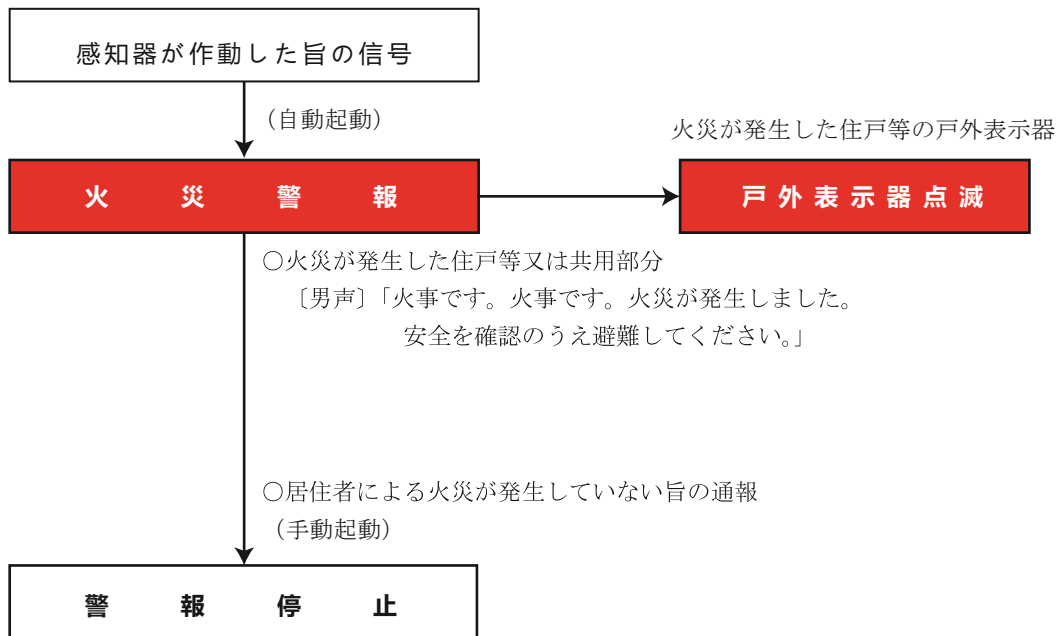 感知器が作動した旨の信号
（自動起動）
火災が発生した住戸等の戸外表示器
火災警報
戸外表示器点滅
○火災が発生した住戸等又は共用部分
〔男声〕「火事です。火事です。火災が発生しました。
安全を確認のうえ避難してください。」
○居住者による火災が発生していない旨の通報
（手動起動）
警報停止